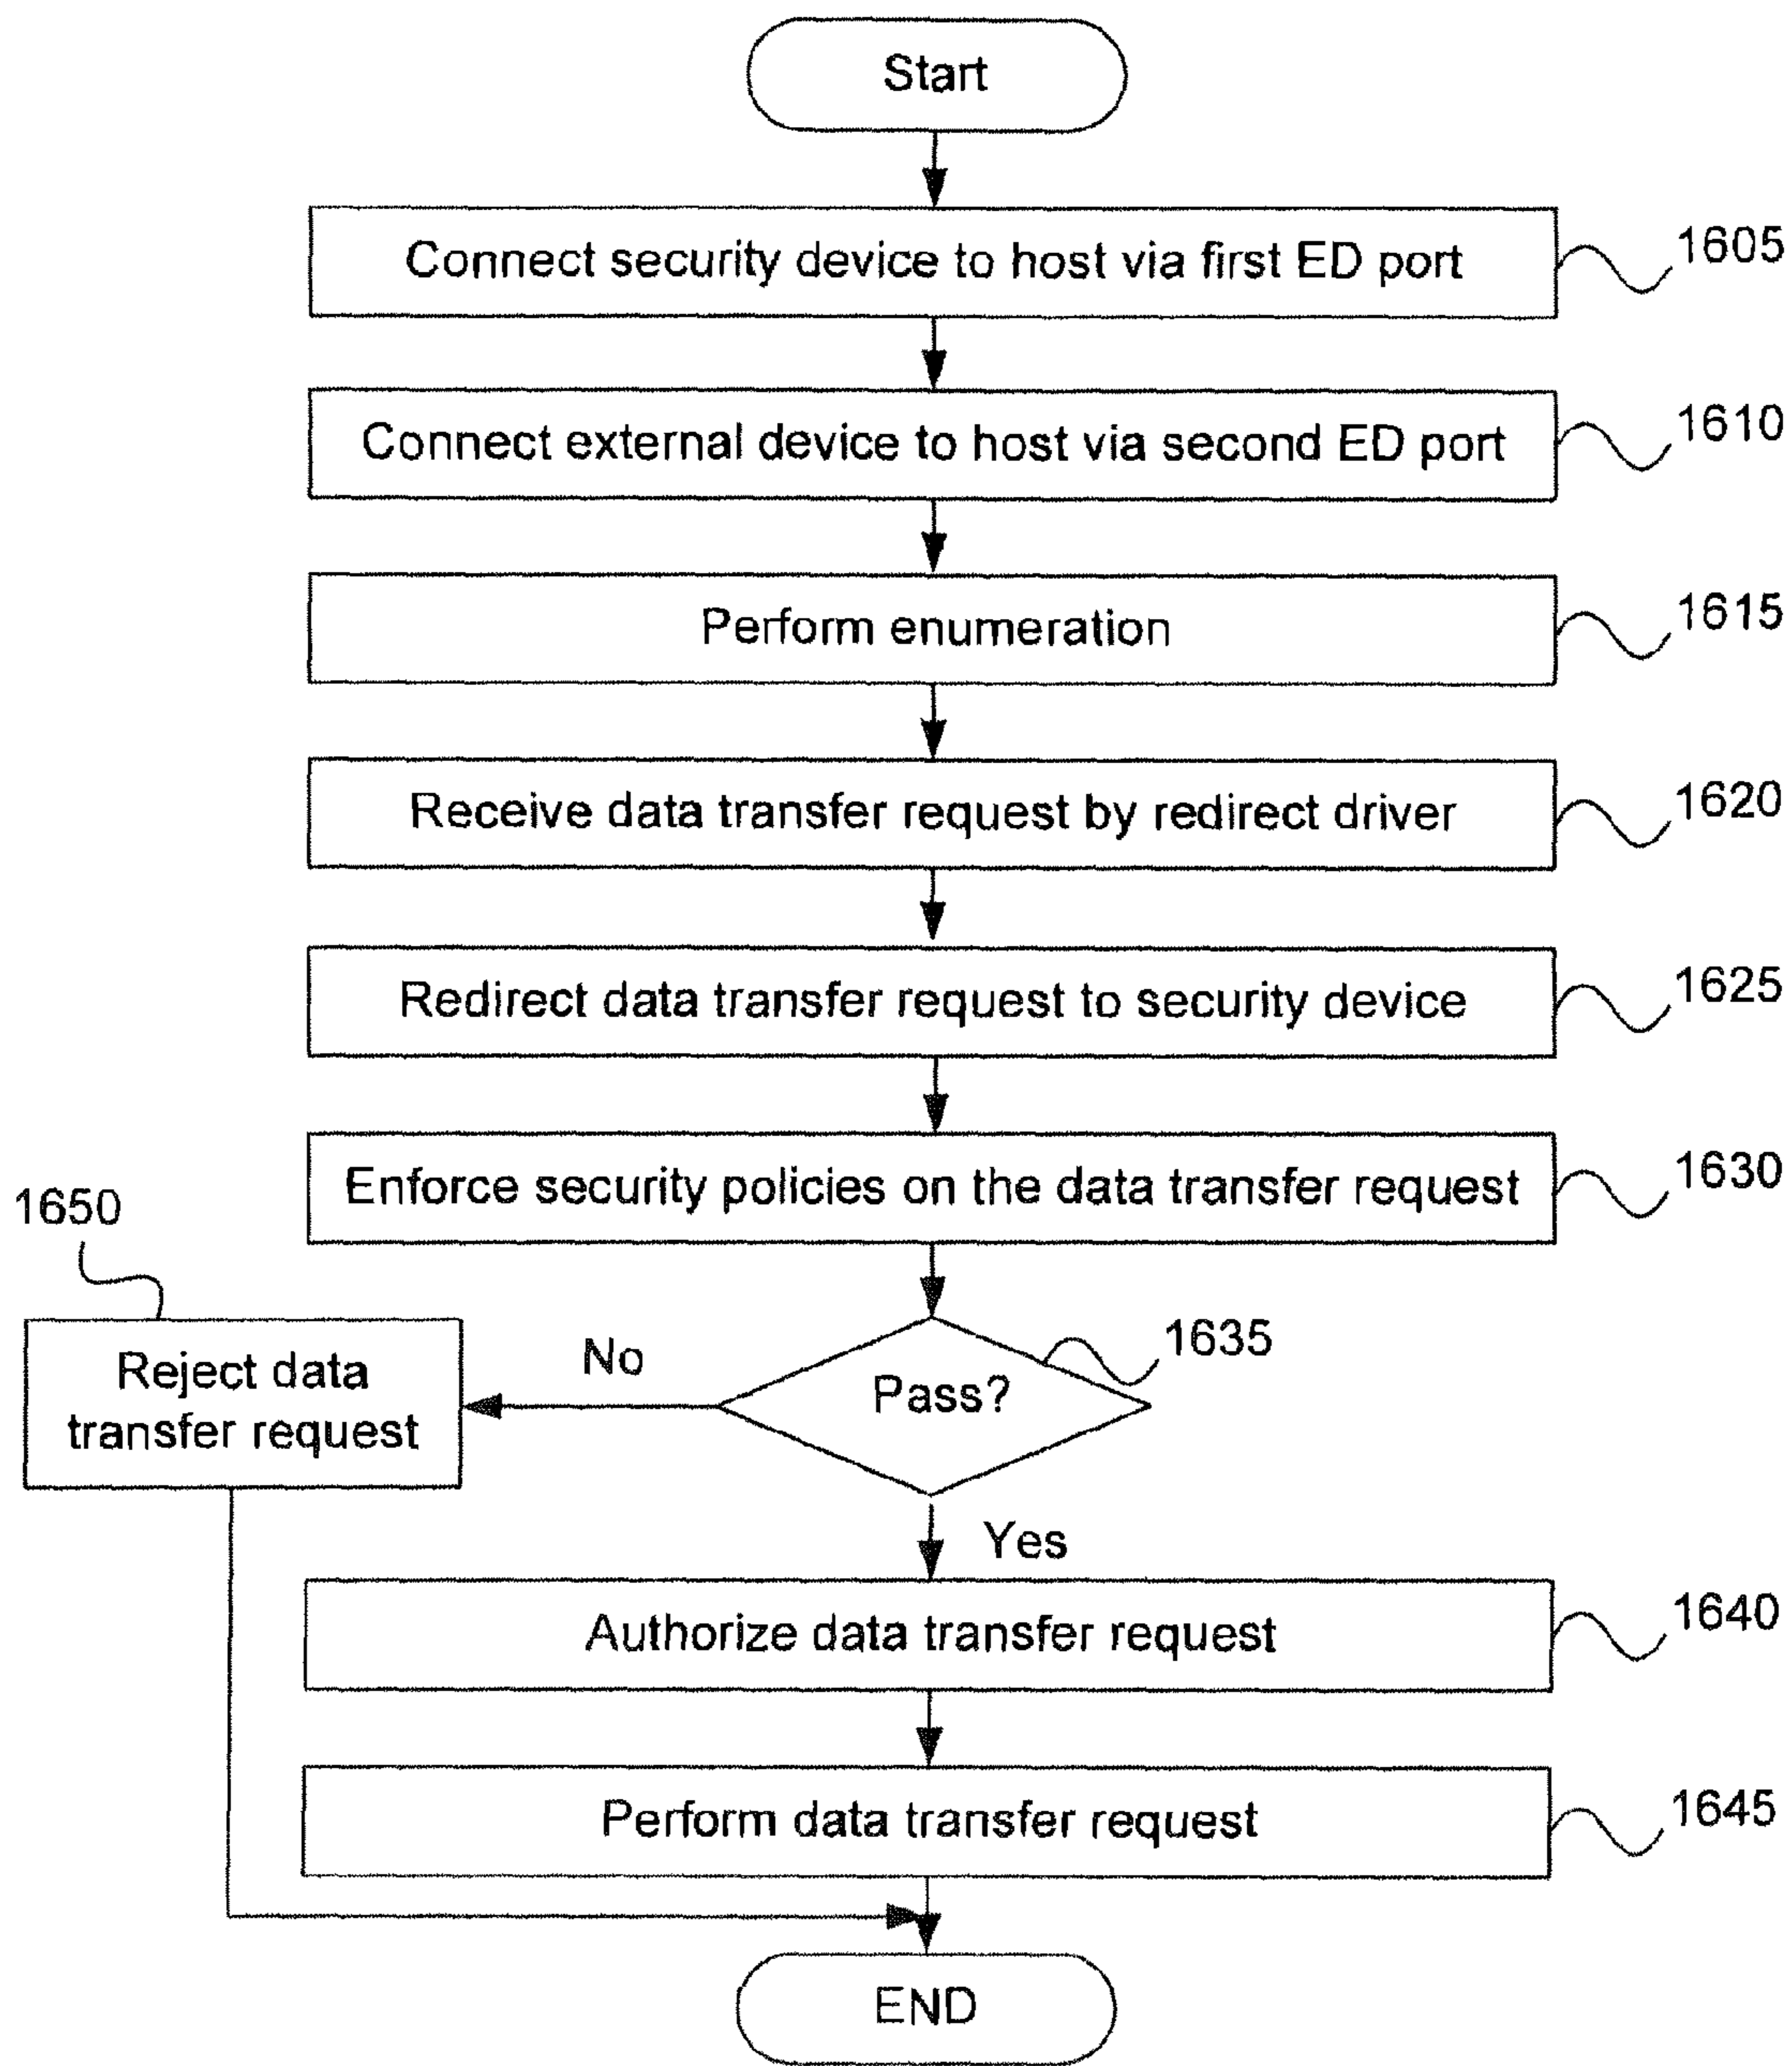 Start
Connect security device to host via first ED port
1605
Connect external device to host via second ED port
1610
Perform enumeration
1615
Receive data transfer request by redirect driver
1620
Redirect data transfer request to security device
1625
Enforce security policies on the data transfer request
1630
1650
Reject data
transfer request
No
Pass?
1635
Yes
Authorize data transfer request
1640
Perform data transfer request
1645
END